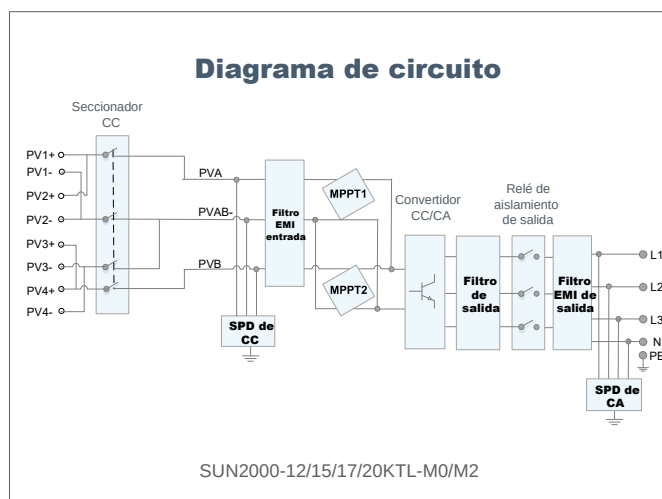 Diagrama de circuito
Seccionador
CC
PV1+
PV1-
PV2+
PV2-
PV3+
PV3-
PV4+
PV4-
PVA
PVAB-
PVB
Filtro
EMI
entrada
SPD de
CC
MPPT1
MPPT2
Convertidor
CC/CA
Filtro
de
salida
Relé de
aislamiento
de salida
Filtro
EMI de
salida
L1
L2
L3
N
PE
SPD de
CA
SUN2000-12/15/17/20KTL-M0/M2